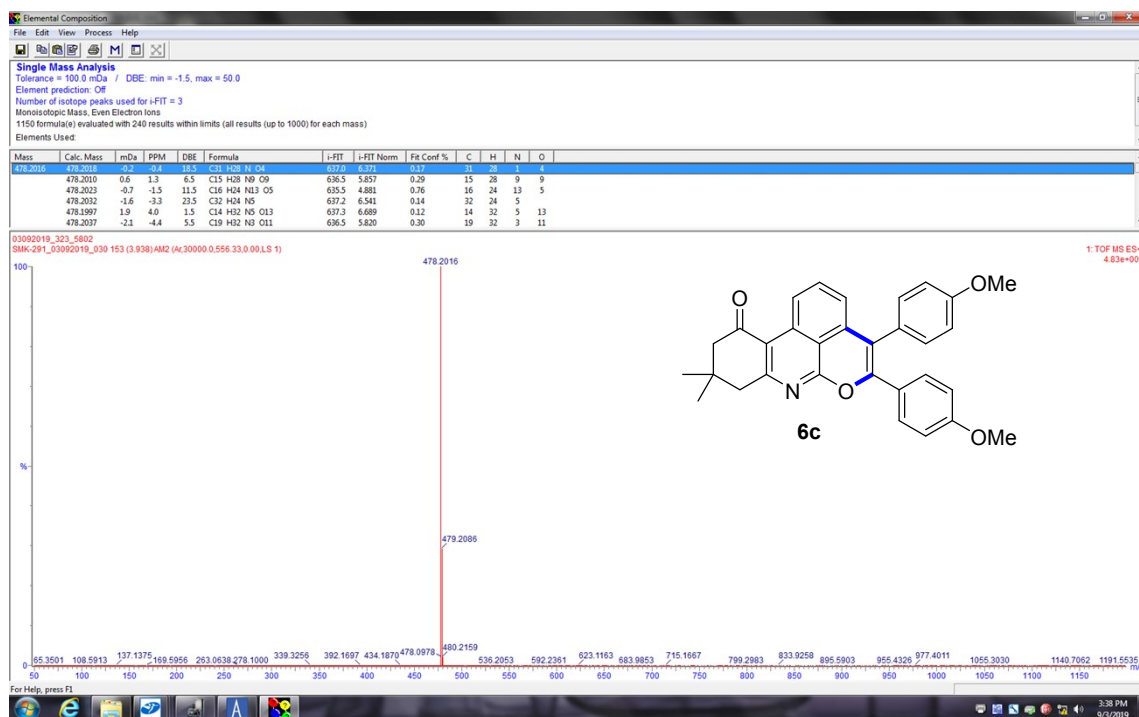 Elemental Composition
File Edit View Process Help
Single Mass Analysis
Tolerance = 100.0 mDa / DBE: min = -1.5, max = 50.0
Element prediction: Off
Number of isotope peaks used for i-FIT = 3
Monoisotopic Mass, Even Electron Ions
1150 formula(e) evaluated with 240 results within limits (all results (up to 1000) for each mass)
Elements Used:
Mass Calc. Mass mDa PPM DBE Formula i-FIT i-FIT Norm Fit Conf % C H N O
478.2016 478.2018 -0.2 -0.4 18.5 C31 H28 N O4 637.0 6.371 0.17 31 28 1 4
478.2010 0.6 1.3 6.5 C15 H28 N9 O9 636.5 5.857 0.29 15 28 9 9
478.2023 -0.7 -1.5 11.5 C16 H24 N13 O5 635.5 4.881 0.76 16 24 13 5
478.2032 -1.6 -3.3 23.5 C32 H24 N5 637.2 6.541 0.14 32 24 5
478.1997 1.9 4.0 1.5 C14 H32 N5 O13 637.3 6.689 0.12 14 32 5 13
478.2037 -2.1 -4.4 5.5 C19 H32 N3 O11 636.5 5.820 0.30 19 32 3 11
03092019_323_5802
SMK-291_03092019_030 153 (3.938) AM2 (Ar,30000.0,556.33,0.00,LS 1)
1: TOF MS ES+
4.83e+00
100
478.2016
O
OMe
N
O
OMe
6c
%
479.2086
0
65.3501 108.5913 137.1375 169.5956 263.0638 278.1000 339.3256 392.1697 434.1870 478.0978 480.2159 536.2053 592.2361 623.1163 683.9853 715.1667 799.2983 833.9258 895.5903 955.4326 977.4011 1055.3030 1140.7062 1191.5535
50 100 150 200 250 300 350 400 450 500 550 600 650 700 750 800 850 900 950 1000 1050 1100 1150
For Help, press F1
3:38 PM
9/3/2019